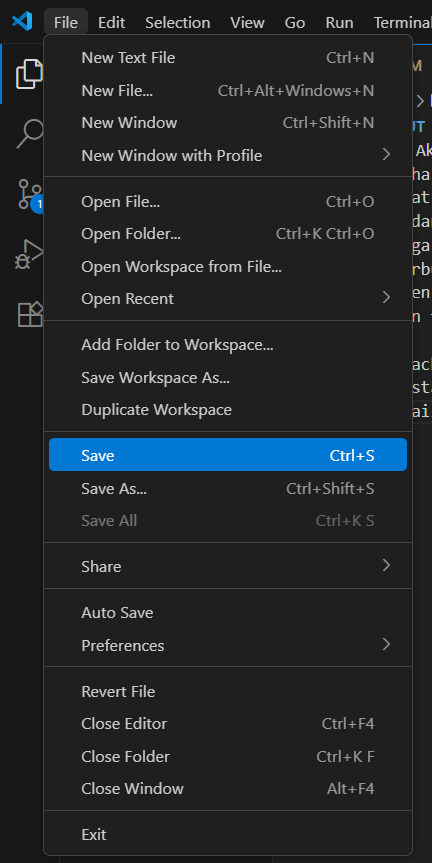 File Edit Selection View Go Run Terminal
New Text File Ctrl+N
New File... Ctrl+Alt+Windows+N
New Window Ctrl+Shift+N
New Window with Profile
Open File... Ctrl+O
Open Folder... Ctrl+K Ctrl+O
Open Workspace from File...
Open Recent
Add Folder to Workspace...
Save Workspace As...
Duplicate Workspace
Save Ctrl+S
Save As... Ctrl+Shift+S
Save All Ctrl+K S
Share
Auto Save
Preferences
Revert File
Close Editor Ctrl+F4
Close Folder Ctrl+K F
Close Window Alt+F4
Exit
1